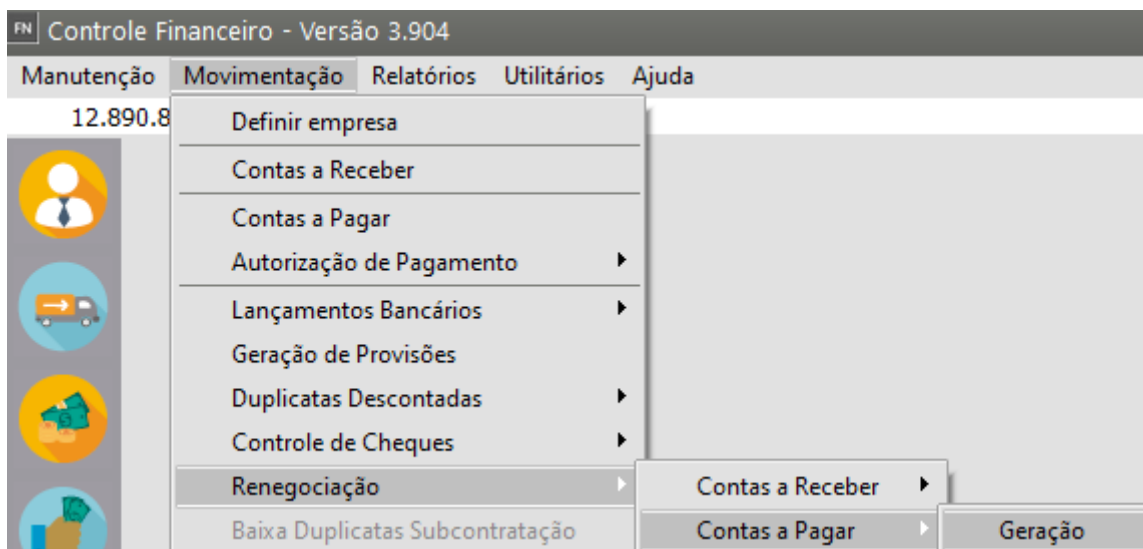 FN Controle Financeiro - Versão 3.904
Manutenção Movimentação Relatórios Utilitários Ajuda
12.890.8
Definir empresa
Contas a Receber
Contas a Pagar
Autorização de Pagamento
Lançamentos Bancários
Geração de Provisões
Duplicatas Descontadas
Controle de Cheques
Renegociação Contas a Receber
Baixa Duplicatas Subcontratação Contas a Pagar Geração